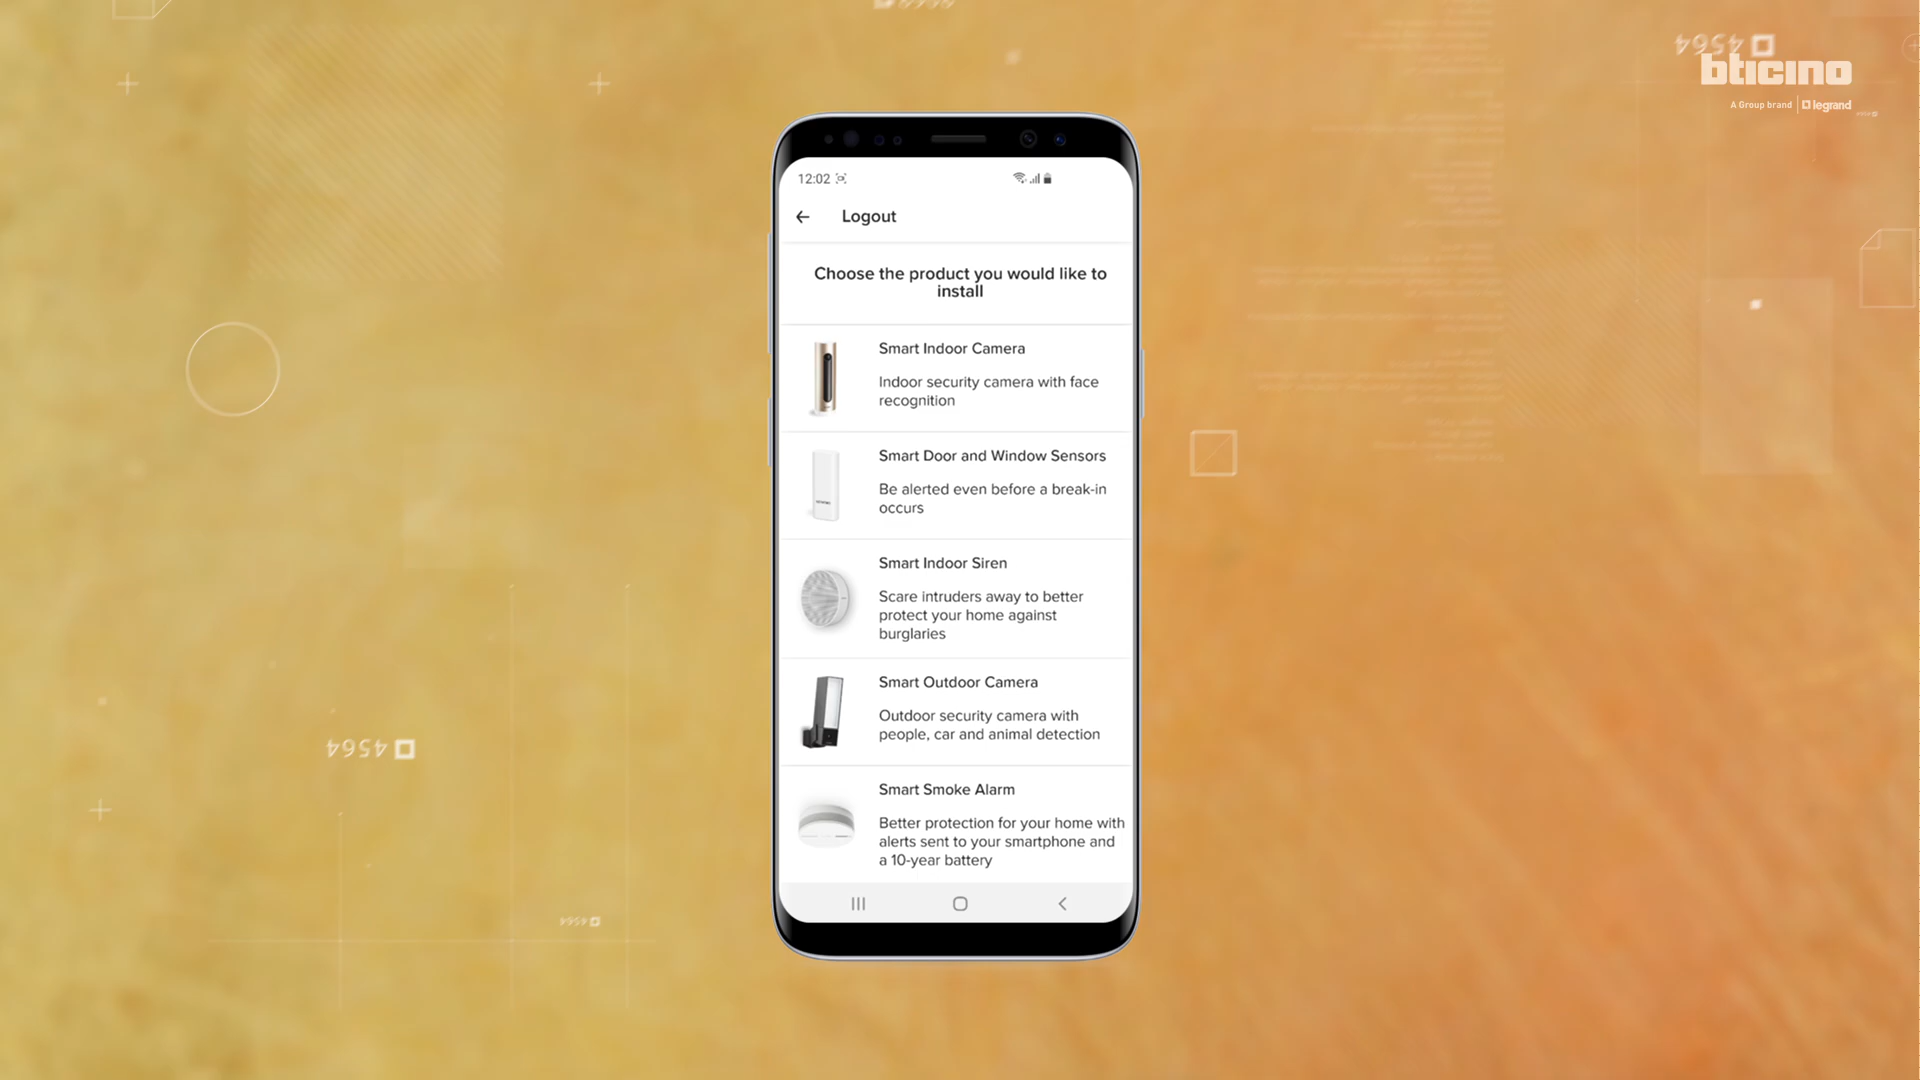 4564
bticino
A Group brand | legrand
12:02
Logout
Choose the product you would like to
install
Smart Indoor Camera
Indoor security camera with face
recognition
Smart Door and Window Sensors
Be alerted even before a break-in
occurs
Smart Indoor Siren
Scare intruders away to better
protect your home against
burglaries
Smart Outdoor Camera
Outdoor security camera with
people, car and animal detection
Smart Smoke Alarm
Better protection for your home with
alerts sent to your smartphone and
a 10-year battery
4564
4564